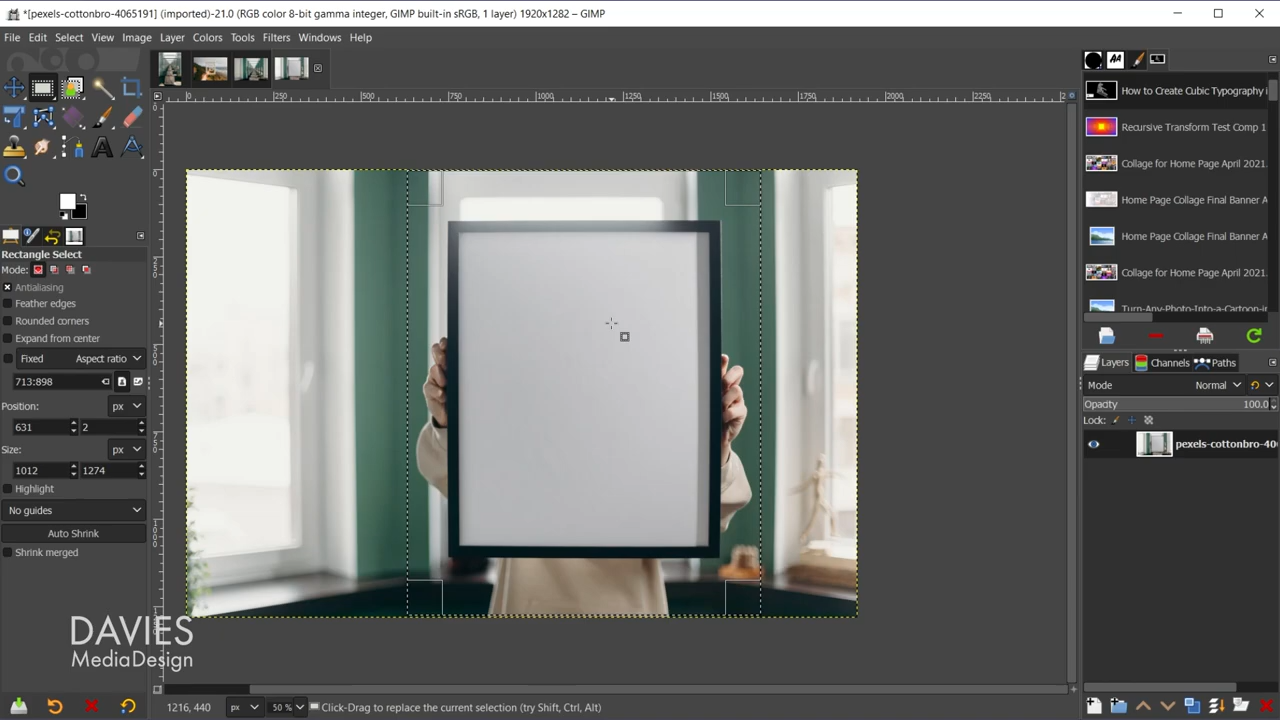 *[pexels-cottonbro-4065191] (imported)-21.0 (RGB color 8-bit gamma integer, GIMP built-in sRGB, 1 layer) 1920x1282 – GIMP
File Edit Select View Image Layer Colors Tools Filters Windows Help
0 250 500 750 1000 1250 1500 1750 2000 2250
Rectangle Select
Mode:
Antialiasing
Feather edges
Rounded corners
Expand from center
Fixed Aspect ratio
713:898
Position: px
631 2
Size: px
1012 1274
Highlight
No guides
Auto Shrink
Shrink merged
DAVIES
MediaDesign
How to Create Cubic Typography i
Recursive Transform Test Comp 1
Collage for Home Page April 2021.
Home Page Collage Final Banner A
Home Page Collage Final Banner A
Collage for Home Page April 2021.
Turn-Any-Photo-Into-a-Cartoon-i
Layers Channels Paths
Mode Normal
Opacity 100.0
Lock:
pexels-cottonbro-40
1216, 440 px 50 % Click-Drag to replace the current selection (try Shift, Ctrl, Alt)